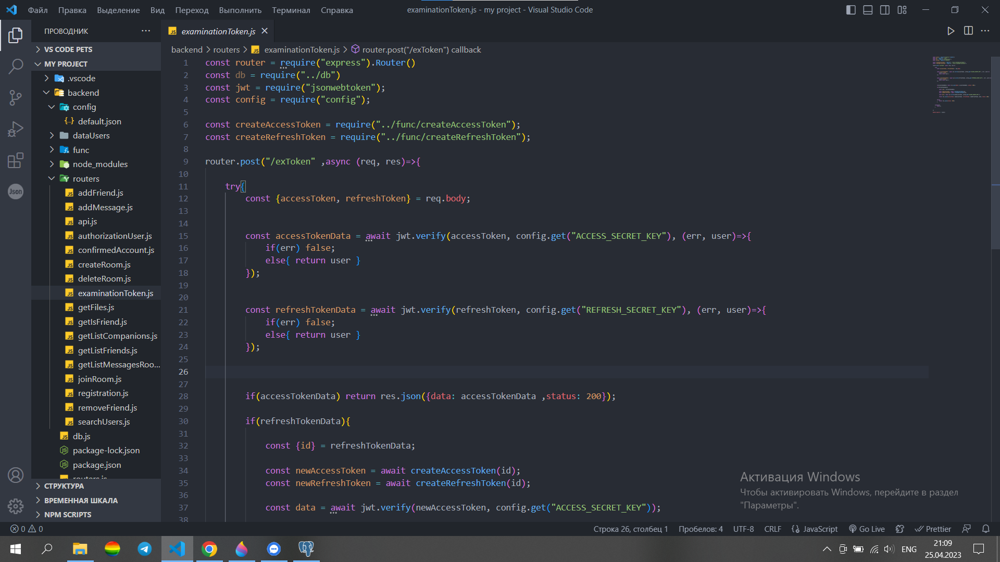 Файл Правка Выделение Вид Переход Выполнить Терминал Справка
examinationToken.js - my project - Visual Studio Code
ПРОВОДНИК
VS CODE PETS
MY PROJECT
.vscode
backend
config
default.json
dataUsers
func
node_modules
routers
addFriend.js
addMessage.js
api.js
authorizationUser.js
confirmedAccount.js
createRoom.js
deleteRoom.js
examinationToken.js
getFiles.js
getIsFriend.js
getListCompanions.js
getListFriends.js
getListMessagesRoo...
joinRoom.js
registration.js
removeFriend.js
searchUsers.js
db.js
package-lock.json
package.json
routers.js
СТРУКТУРА
ВРЕМЕННАЯ ШКАЛА
NPM SCRIPTS
Json
examinationToken.js
backend > routers > examinationToken.js > router.post("/exToken") callback
1 const router = require("express").Router()
2 const db = require("../db")
3 const jwt = require("jsonwebtoken");
4 const config = require("config");
5
6 const createAccessToken = require("../func/createAccessToken");
7 const createRefreshToken = require("../func/createRefreshToken");
8
9 router.post("/exToken" ,async (req, res)=>{
10
11 try{
12 const {accessToken, refreshToken} = req.body;
13
14
15 const accessTokenData = await jwt.verify(accessToken, config.get("ACCESS_SECRET_KEY"), (err, user)=>{
16 if(err) false;
17 else{ return user }
18 });
19
20
21 const refreshTokenData = await jwt.verify(refreshToken, config.get("REFRESH_SECRET_KEY"), (err, user)=>{
22 if(err) false;
23 else{ return user }
24 });
25
26
27
28 if(accessTokenData) return res.json({data: accessTokenData ,status: 200});
29
30 if(refreshTokenData){
31
32 const {id} = refreshTokenData;
33
34 const newAccessToken = await createAccessToken(id);
35 const newRefreshToken = await createRefreshToken(id);
36
37 const data = await jwt.verify(newAccessToken, config.get("ACCESS_SECRET_KEY"));
38
Активация Windows
Чтобы активировать Windows, перейдите в раздел
"Параметры".
0 0
Строка 26, столбец 1 Пробелов: 4 UTF-8 CRLF JavaScript Go Live Prettier
ENG
21:09
25.04.2023